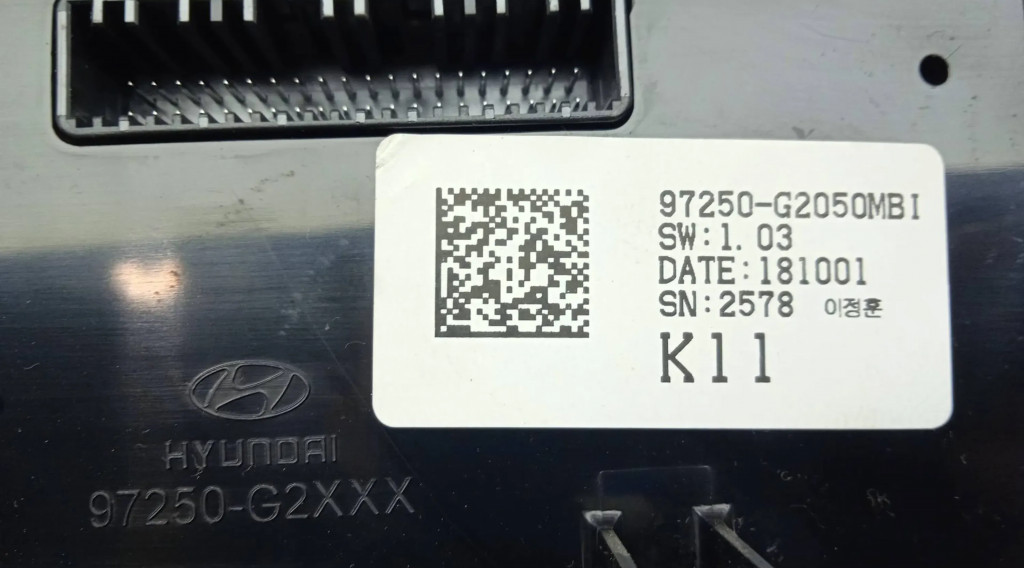 97250-G2050MBI
SW:1.03
DATE:181001
SN:2578 이정훈
K11
HYUNDAI
97250-G2XXX